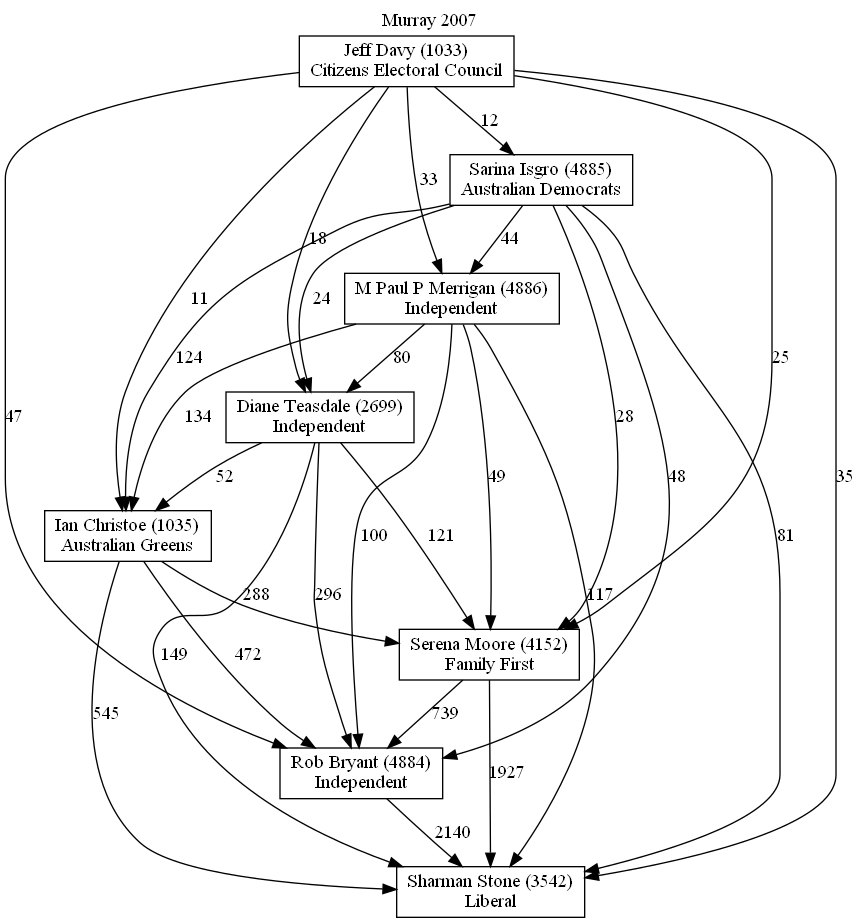 Murray 2007
Jeff Davy (1033)
Citizens Electoral Council
12
Sarina Isgro (4885)
Australian Democrats
33
18
44
M Paul P Merrigan (4886)
Independent
11
24
124
80
25
Diane Teasdale (2699)
Independent
47
134
28
52
49
48
35
Ian Christoe (1035)
Australian Greens
100
121
81
288
296
117
Serena Moore (4152)
Family First
149
472
545
739
Rob Bryant (4884)
Independent
1927
2140
Sharman Stone (3542)
Liberal